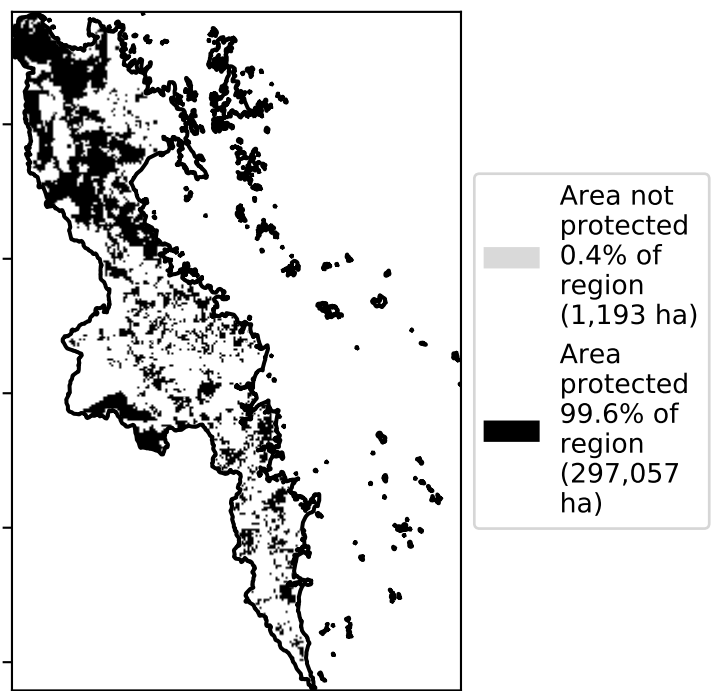 Area not
protected
0.4% of
region
(1,193 ha)
Area
protected
99.6% of
region
(297,057
ha)